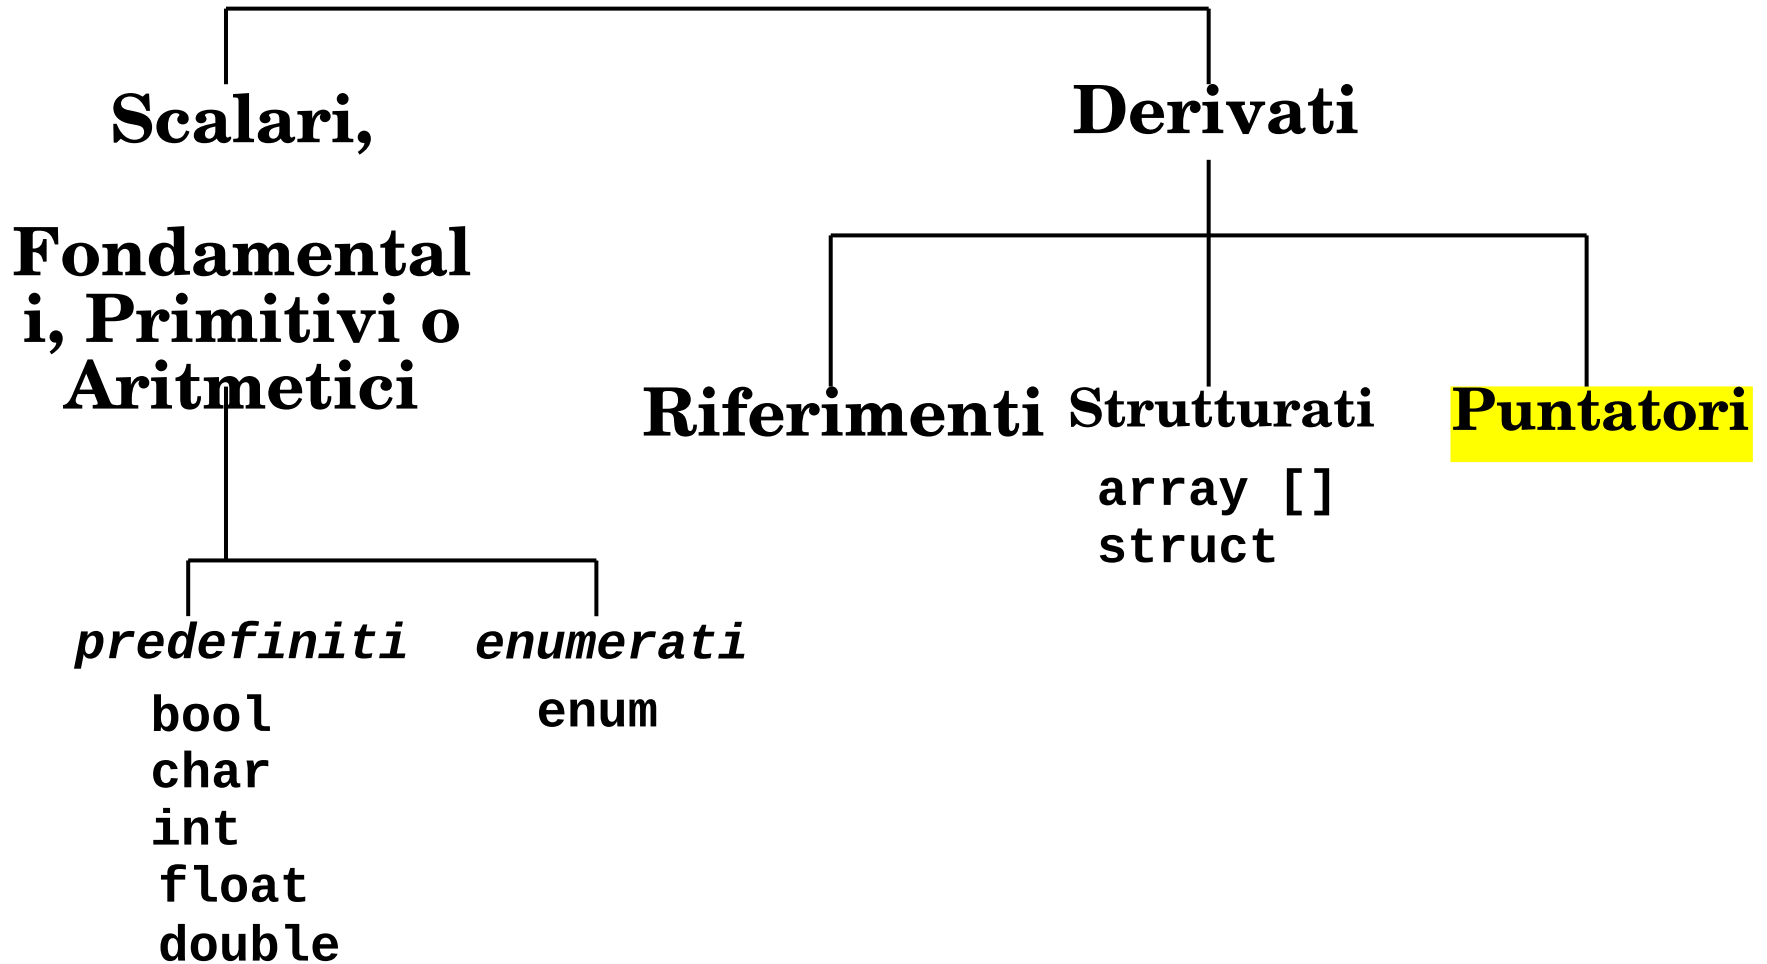 Scalari,
Fondamental
i, Primitivi o
Aritmetici
Derivati
Riferimenti
Strutturati
array []
struct
Puntatori
predefiniti
bool
char
int
float
double
enumerati
enum